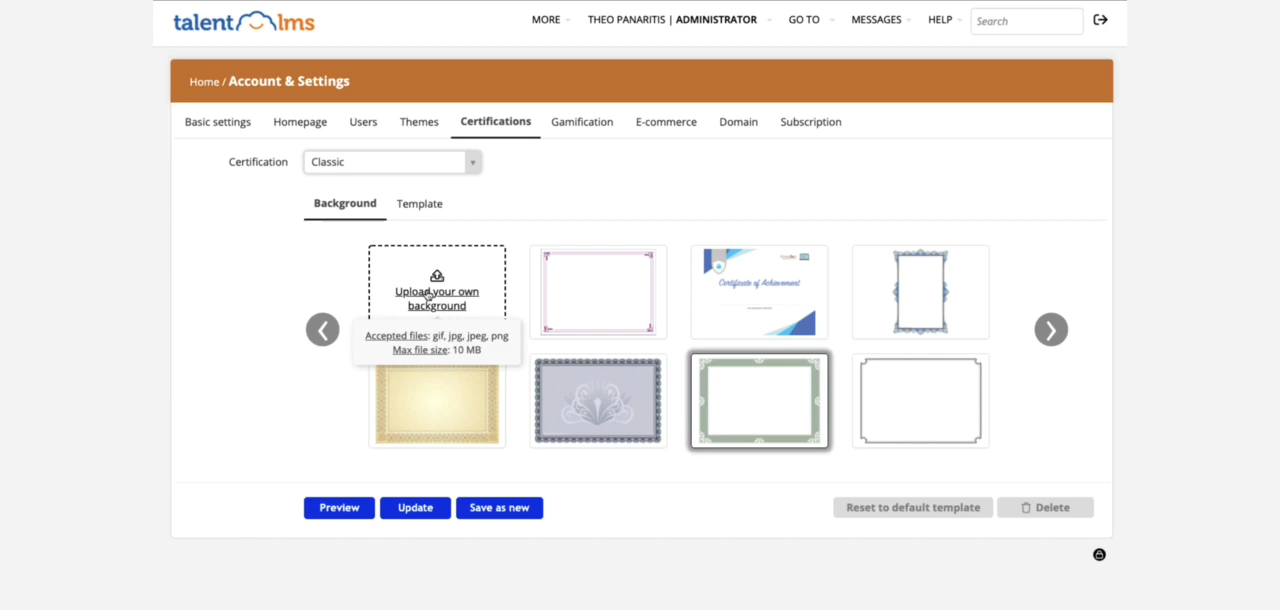 talentlms
MORE THEO PANARITIS | ADMINISTRATOR GO TO MESSAGES HELP Search
Home / Account & Settings
Basic settings Homepage Users Themes Certifications Gamification E-commerce Domain Subscription
Certification Classic
Background Template
Upload your own
background
Accepted files: gif, jpg, jpeg, png
Max file size: 10 MB
Certificate of Achievement
Preview Update Save as new Reset to default template Delete